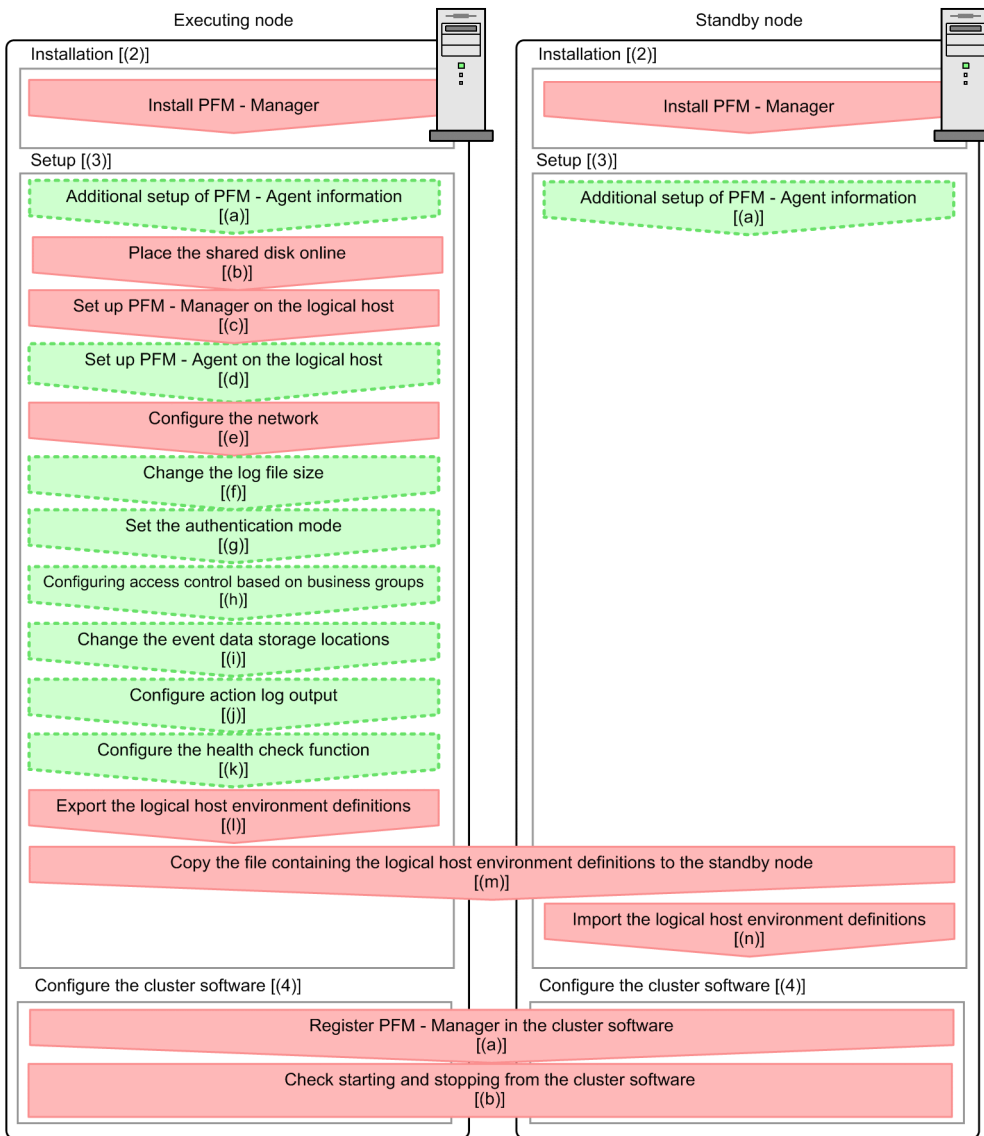 Executing node
Standby node
Installation [(2)]
Installation [(2)]
Install PFM - Manager
Install PFM - Manager
Setup [(3)]
Setup [(3)]
Additional setup of PFM - Agent information
[(a)]
Additional setup of PFM - Agent information
[(a)]
Place the shared disk online
[(b)]
Set up PFM - Manager on the logical host
[(c)]
Set up PFM - Agent on the logical host
[(d)]
Configure the network
[(e)]
Change the log file size
[(f)]
Set the authentication mode
[(g)]
Configuring access control based on business groups
[(h)]
Change the event data storage locations
[(i)]
Configure action log output
[(j)]
Configure the health check function
[(k)]
Export the logical host environment definitions
[(l)]
Copy the file containing the logical host environment definitions to the standby node
[(m)]
Import the logical host environment definitions
[(n)]
Configure the cluster software [(4)]
Configure the cluster software [(4)]
Register PFM - Manager in the cluster software
[(a)]
Check starting and stopping from the cluster software
[(b)]